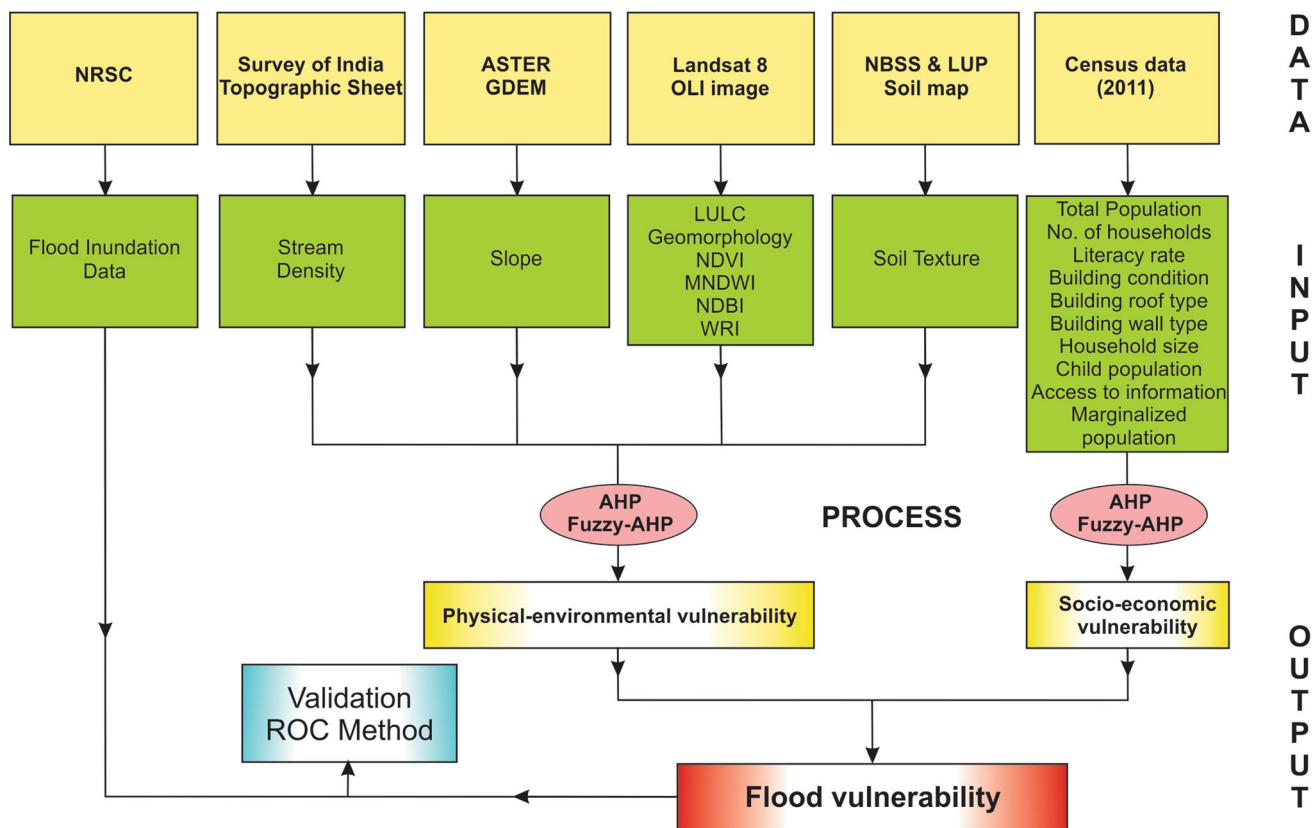 NRSC
Survey of India
Topographic Sheet
ASTER
GDEM
Landsat 8
OLI image
NBSS & LUP
Soil map
Census data
(2011)
DATA
Flood Inundation
Data
Stream
Density
Slope
LULC
Geomorphology
NDVI
MNDWI
NDBI
WRI
Soil Texture
Total Population
No. of households
Literacy rate
Building condition
Building roof type
Building wall type
Household size
Child population
Access to information
Marginalized
population
INPUT
AHP
Fuzzy-AHP
PROCESS
AHP
Fuzzy-AHP
Physical-environmental vulnerability
Socio-economic
vulnerability
Validation
ROC Method
Flood vulnerability
OUTPUT